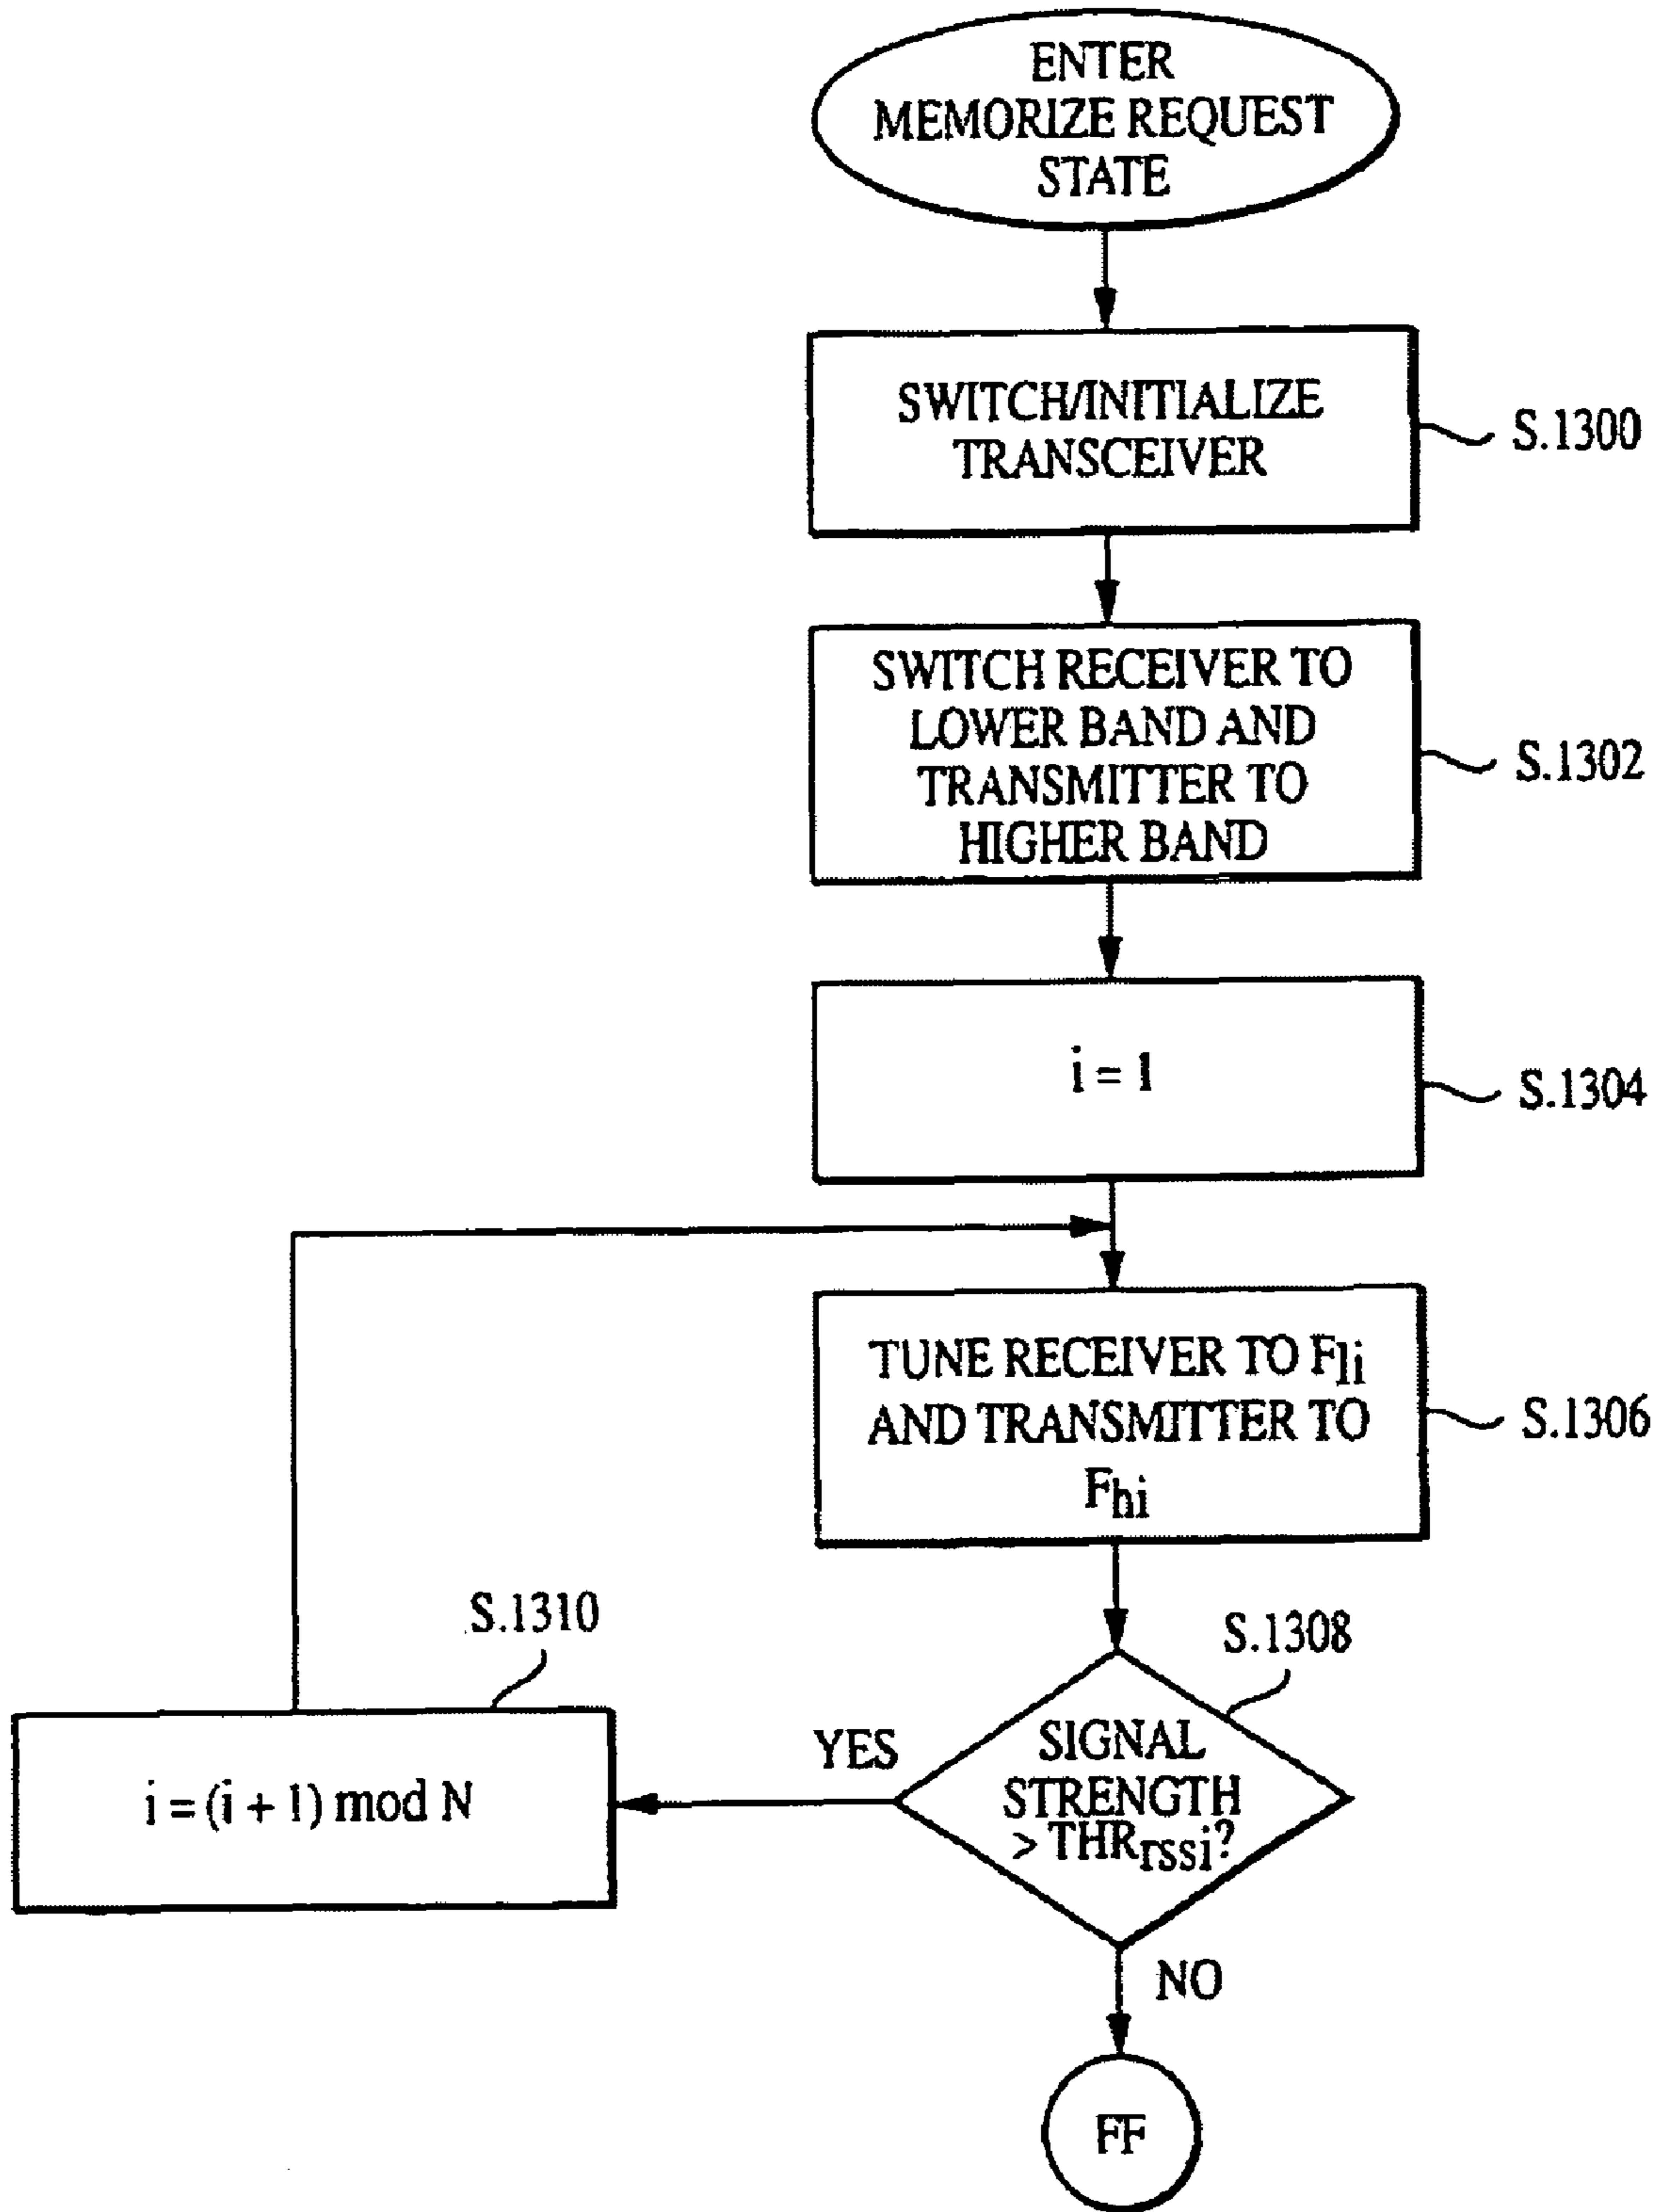 ENTER
MEMORIZE REQUEST
STATE
SWITCH/INITIALIZE
TRANSCEIVER
S.1300
SWITCH RECEIVER TO
LOWER BAND AND
TRANSMITTER TO
HIGHER BAND
S.1302
i = 1
S.1304
TUNE RECEIVER TO Fli
AND TRANSMITTER TO
Fhi
S.1306
S.1308
SIGNAL
STRENGTH
> THRrssi?
YES
S.1310
i = (i + 1) mod N
NO
FF